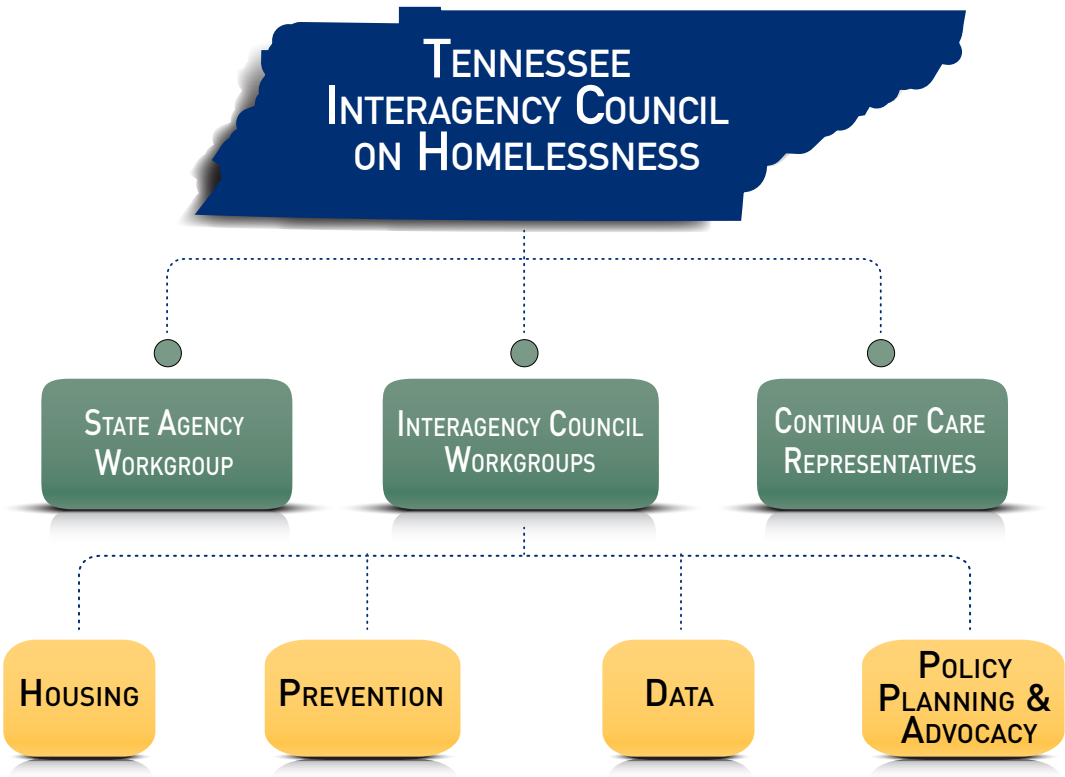 Tennessee
Interagency Council
on Homelessness
State Agency
Workgroup
Interagency Council
Workgroups
Continua of Care
Representatives
Housing
Prevention
Data
Policy
Planning &
Advocacy